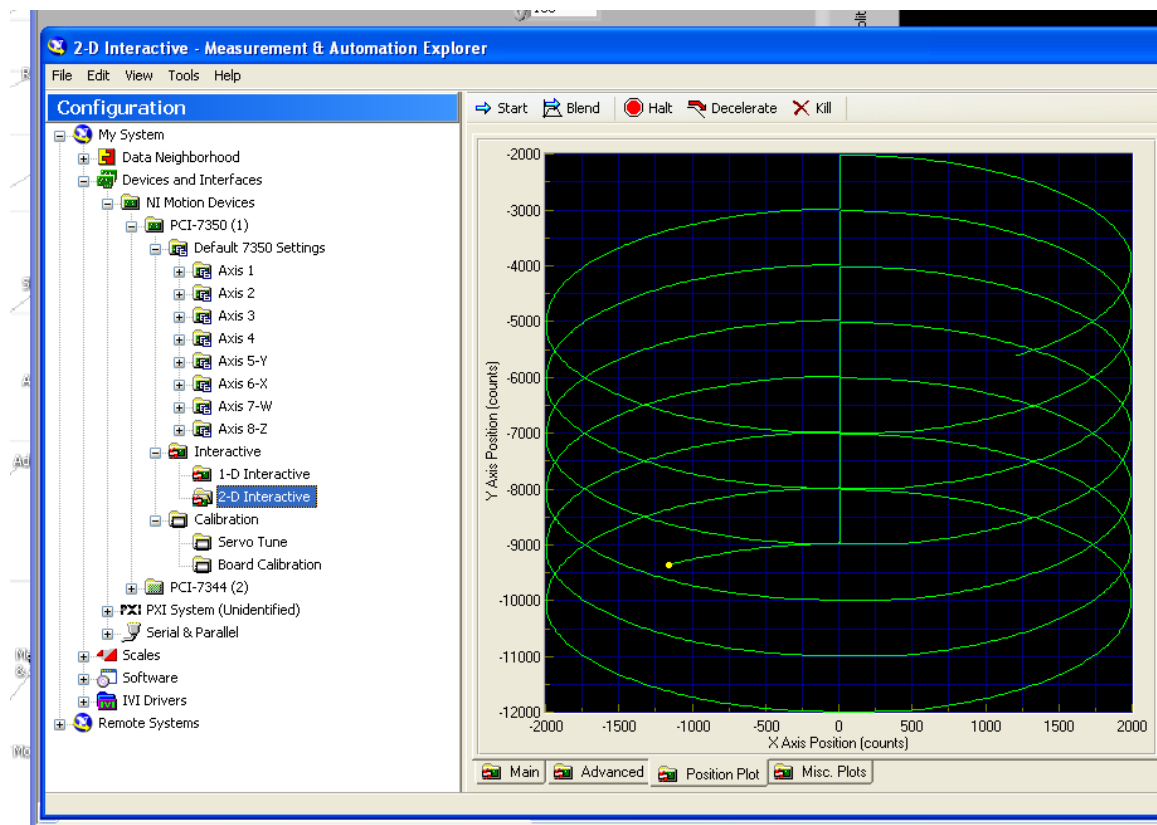 2-D Interactive - Measurement & Automation Explorer
File Edit View Tools Help
Configuration
My System
Data Neighborhood
Devices and Interfaces
NI Motion Devices
PCI-7350 (1)
Default 7350 Settings
Axis 1
Axis 2
Axis 3
Axis 4
Axis 5-Y
Axis 6-X
Axis 7-W
Axis 8-Z
Interactive
1-D Interactive
2-D Interactive
Calibration
Servo Tune
Board Calibration
PCI-7344 (2)
PXI PXI System (Unidentified)
Serial & Parallel
Scales
Software
IVI Drivers
Remote Systems
Start Blend Halt Decelerate Kill
-2000
-3000
-4000
-5000
-6000
-7000
-8000
-9000
-10000
-11000
-12000
Y Axis Position (counts)
-2000 -1500 -1000 -500 0 500 1000 1500 2000
X Axis Position (counts)
Main Advanced Position Plot Misc. Plots